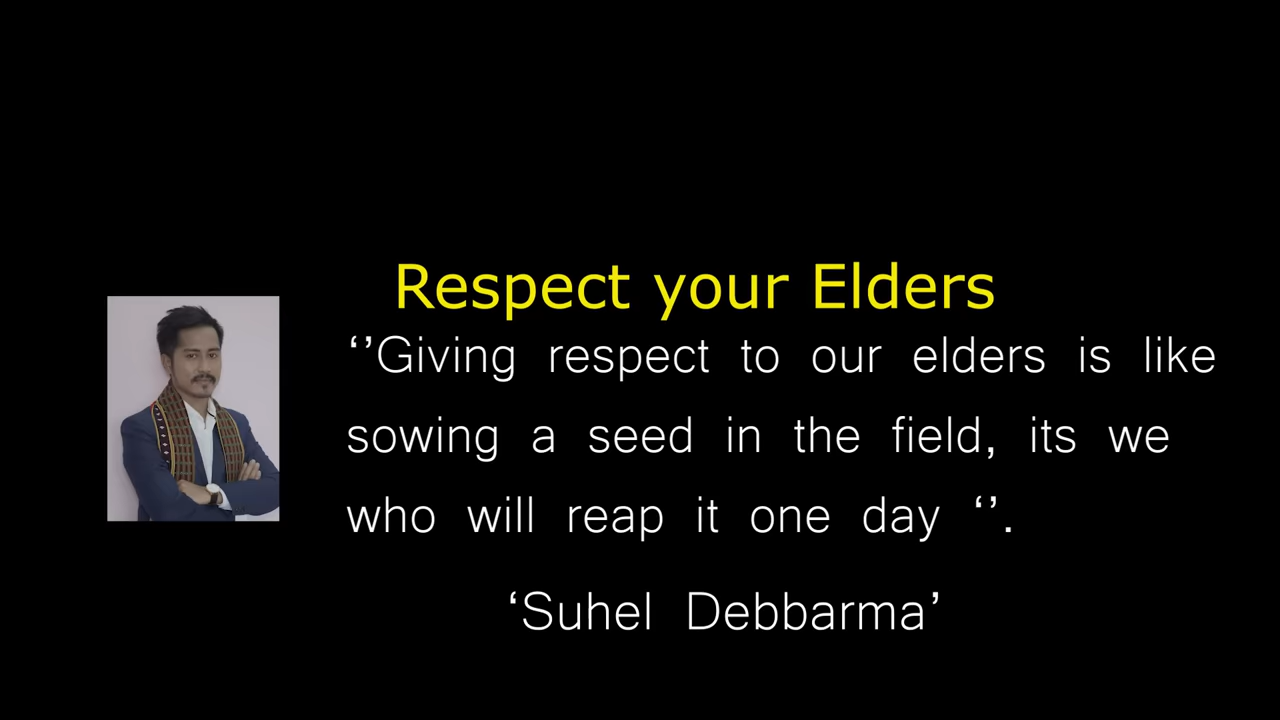 Respect your Elders
‘’Giving respect to our elders is like
sowing a seed in the field, its we
who will reap it one day ‘’.
‘Suhel Debbarma’